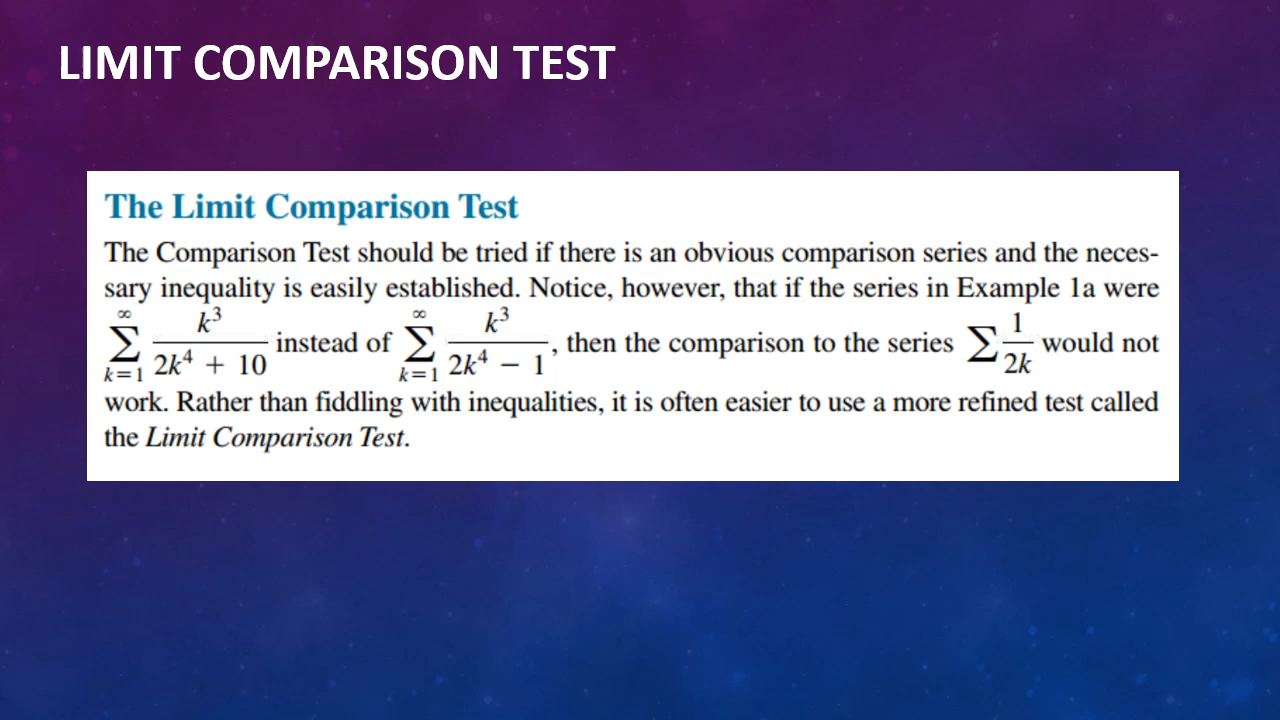 LIMIT COMPARISON TEST
The Limit Comparison Test
The Comparison Test should be tried if there is an obvious comparison series and the neces-
sary inequality is easily established. Notice, however, that if the series in Example 1a were
∑_{k=1}^{∞} k³/(2k⁴ + 10) instead of ∑_{k=1}^{∞} k³/(2k⁴ − 1), then the comparison to the series ∑ 1/(2k) would not
work. Rather than fiddling with inequalities, it is often easier to use a more refined test called
the Limit Comparison Test.